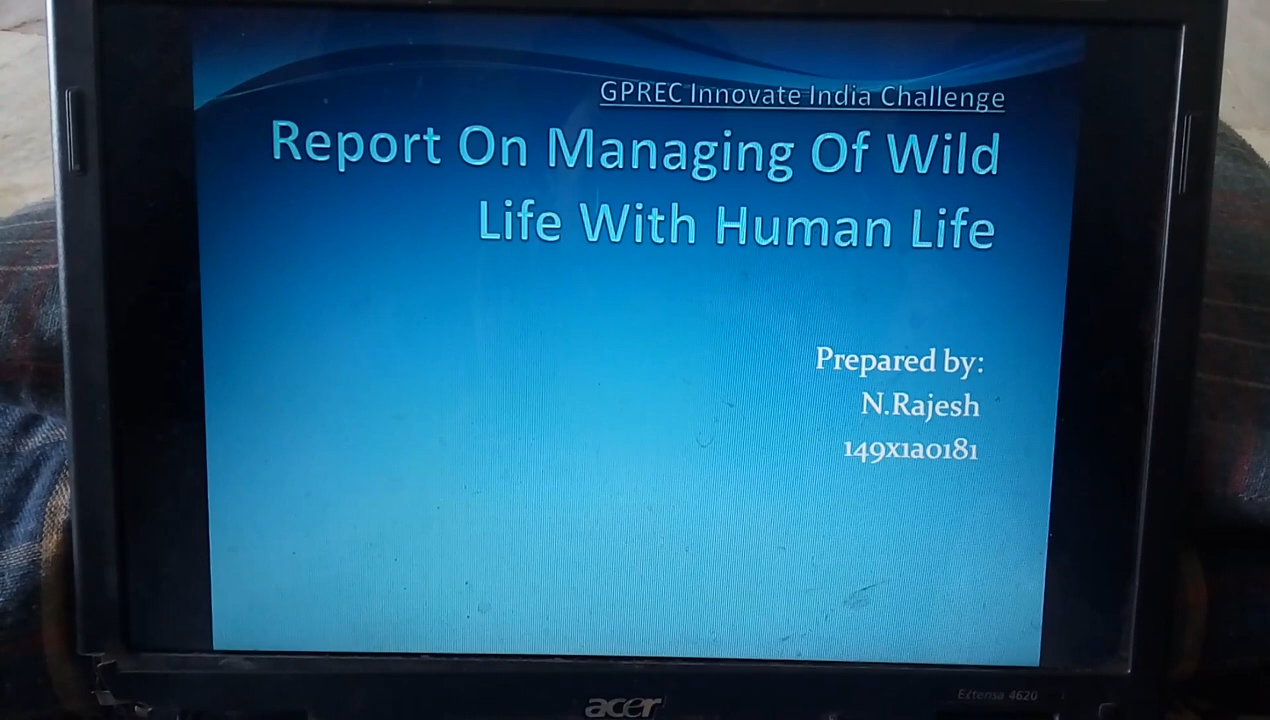 GPREC Innovate India Challenge
Report On Managing Of Wild
Life With Human Life
Prepared by:
N.Rajesh
149x1a0181
acer
Extensa 4620